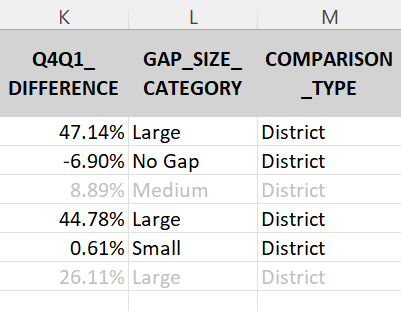 K L M
Q4Q1_ GAP_SIZE_ COMPARISON
DIFFERENCE CATEGORY _TYPE
47.14% Large District
-6.90% No Gap District
8.89% Medium District
44.78% Large District
0.61% Small District
26.11% Large District